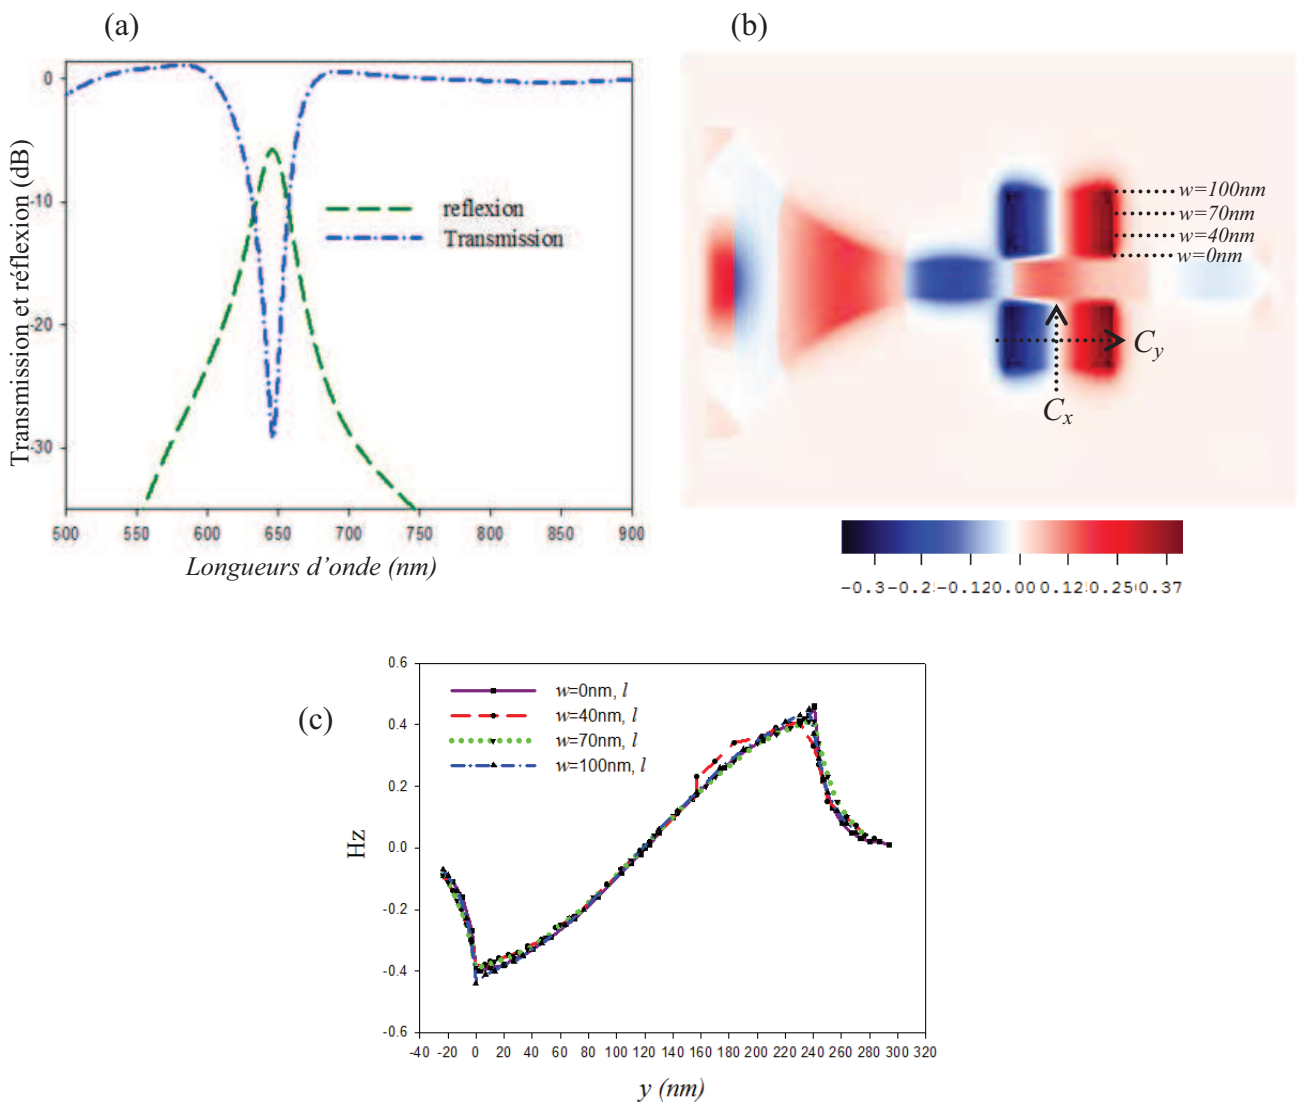 (a)
(b)
0
-10
-20
-30
Transmission et réflexion (dB)
reflexion
Transmission
500 550 600 650 700 750 800 850 900
Longueurs d'onde (nm)
w=100nm
w=70nm
w=40nm
w=0nm
Cy
Cx
-0.3 -0.2 -0.12 0.00 0.12 0.250 0.37
(c)
0.6
0.4
0.2
0.0
-0.2
-0.4
-0.6
Hz
w=0nm, l
w=40nm, l
w=70nm, l
w=100nm, l
-40 -20 0 20 40 60 80 100 120 140 160 180 200 220 240 260 280 300 320
y (nm)